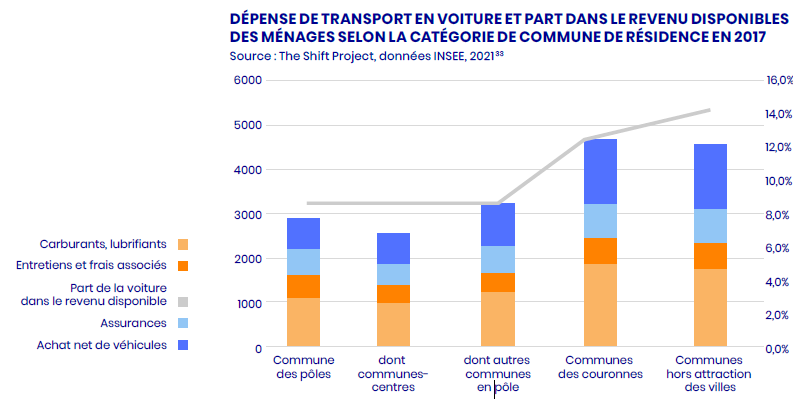 DÉPENSE DE TRANSPORT EN VOITURE ET PART DANS LE REVENU DISPONIBLES
DES MÉNAGES SELON LA CATÉGORIE DE COMMUNE DE RÉSIDENCE EN 2017
Source : The Shift Project, données INSEE, 2021³³
6000
5000
4000
3000
2000
1000
0
16,0%
14,0%
12,0%
10,0%
8,0%
6,0%
4,0%
2,0%
0,0%
Carburants, lubrifiants
Entretiens et frais associés
Part de la voiture
dans le revenu disponible
Assurances
Achat net de véhicules
Commune
des pôles
dont
communes-
centres
dont autres
communes
en pôle
Communes
des couronnes
Communes
hors attraction
des villes